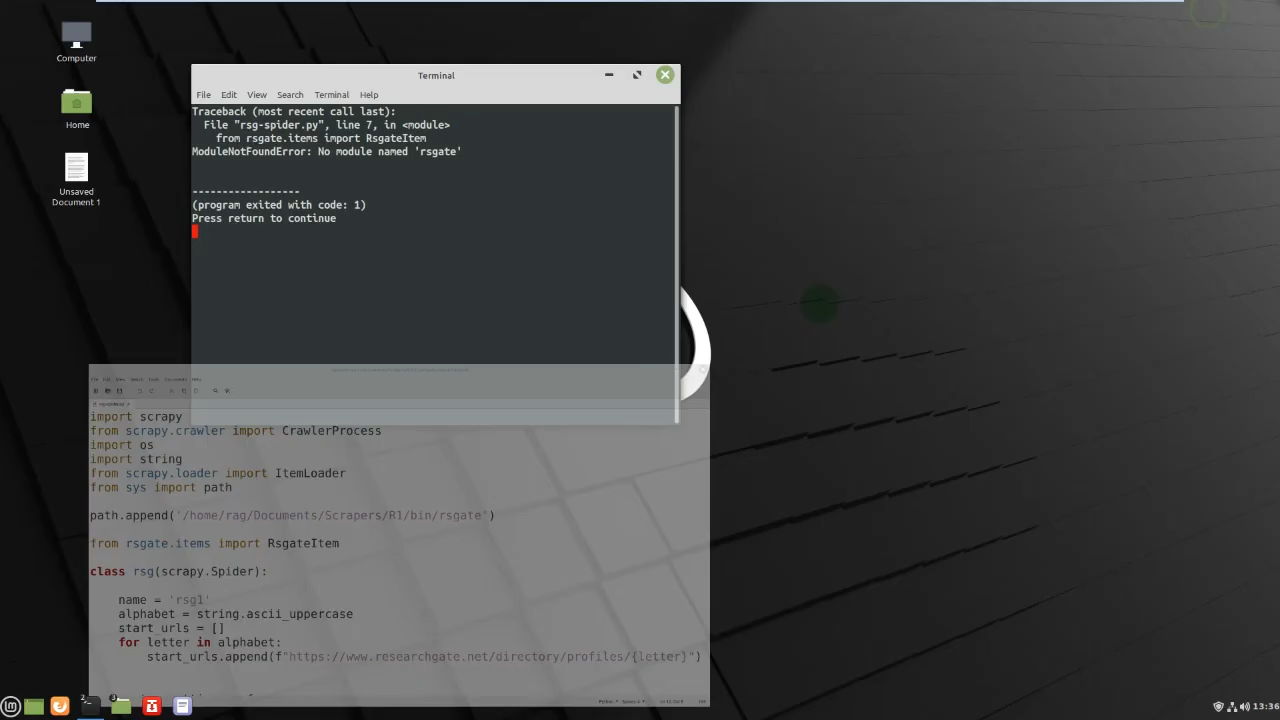 Computer
Home
Unsaved
Document 1
Terminal
File Edit View Search Terminal Help
Traceback (most recent call last):
File "rsg-spider.py", line 7, in <module>
from rsgate.items import RsgateItem
ModuleNotFoundError: No module named 'rsgate'
------------------
(program exited with code: 1)
Press return to continue
import scrapy
from scrapy.crawler import CrawlerProcess
import os
import string
from scrapy.loader import ItemLoader
from sys import path
path.append('/home/rag/Documents/Scrapers/R1/bin/rsgate')
from rsgate.items import RsgateItem
class rsg(scrapy.Spider):
name = 'rsg1'
alphabet = string.ascii_uppercase
start_urls = []
for letter in alphabet:
start_urls.append(f"https://www.researchgate.net/directory/profiles/{letter}")
13:36